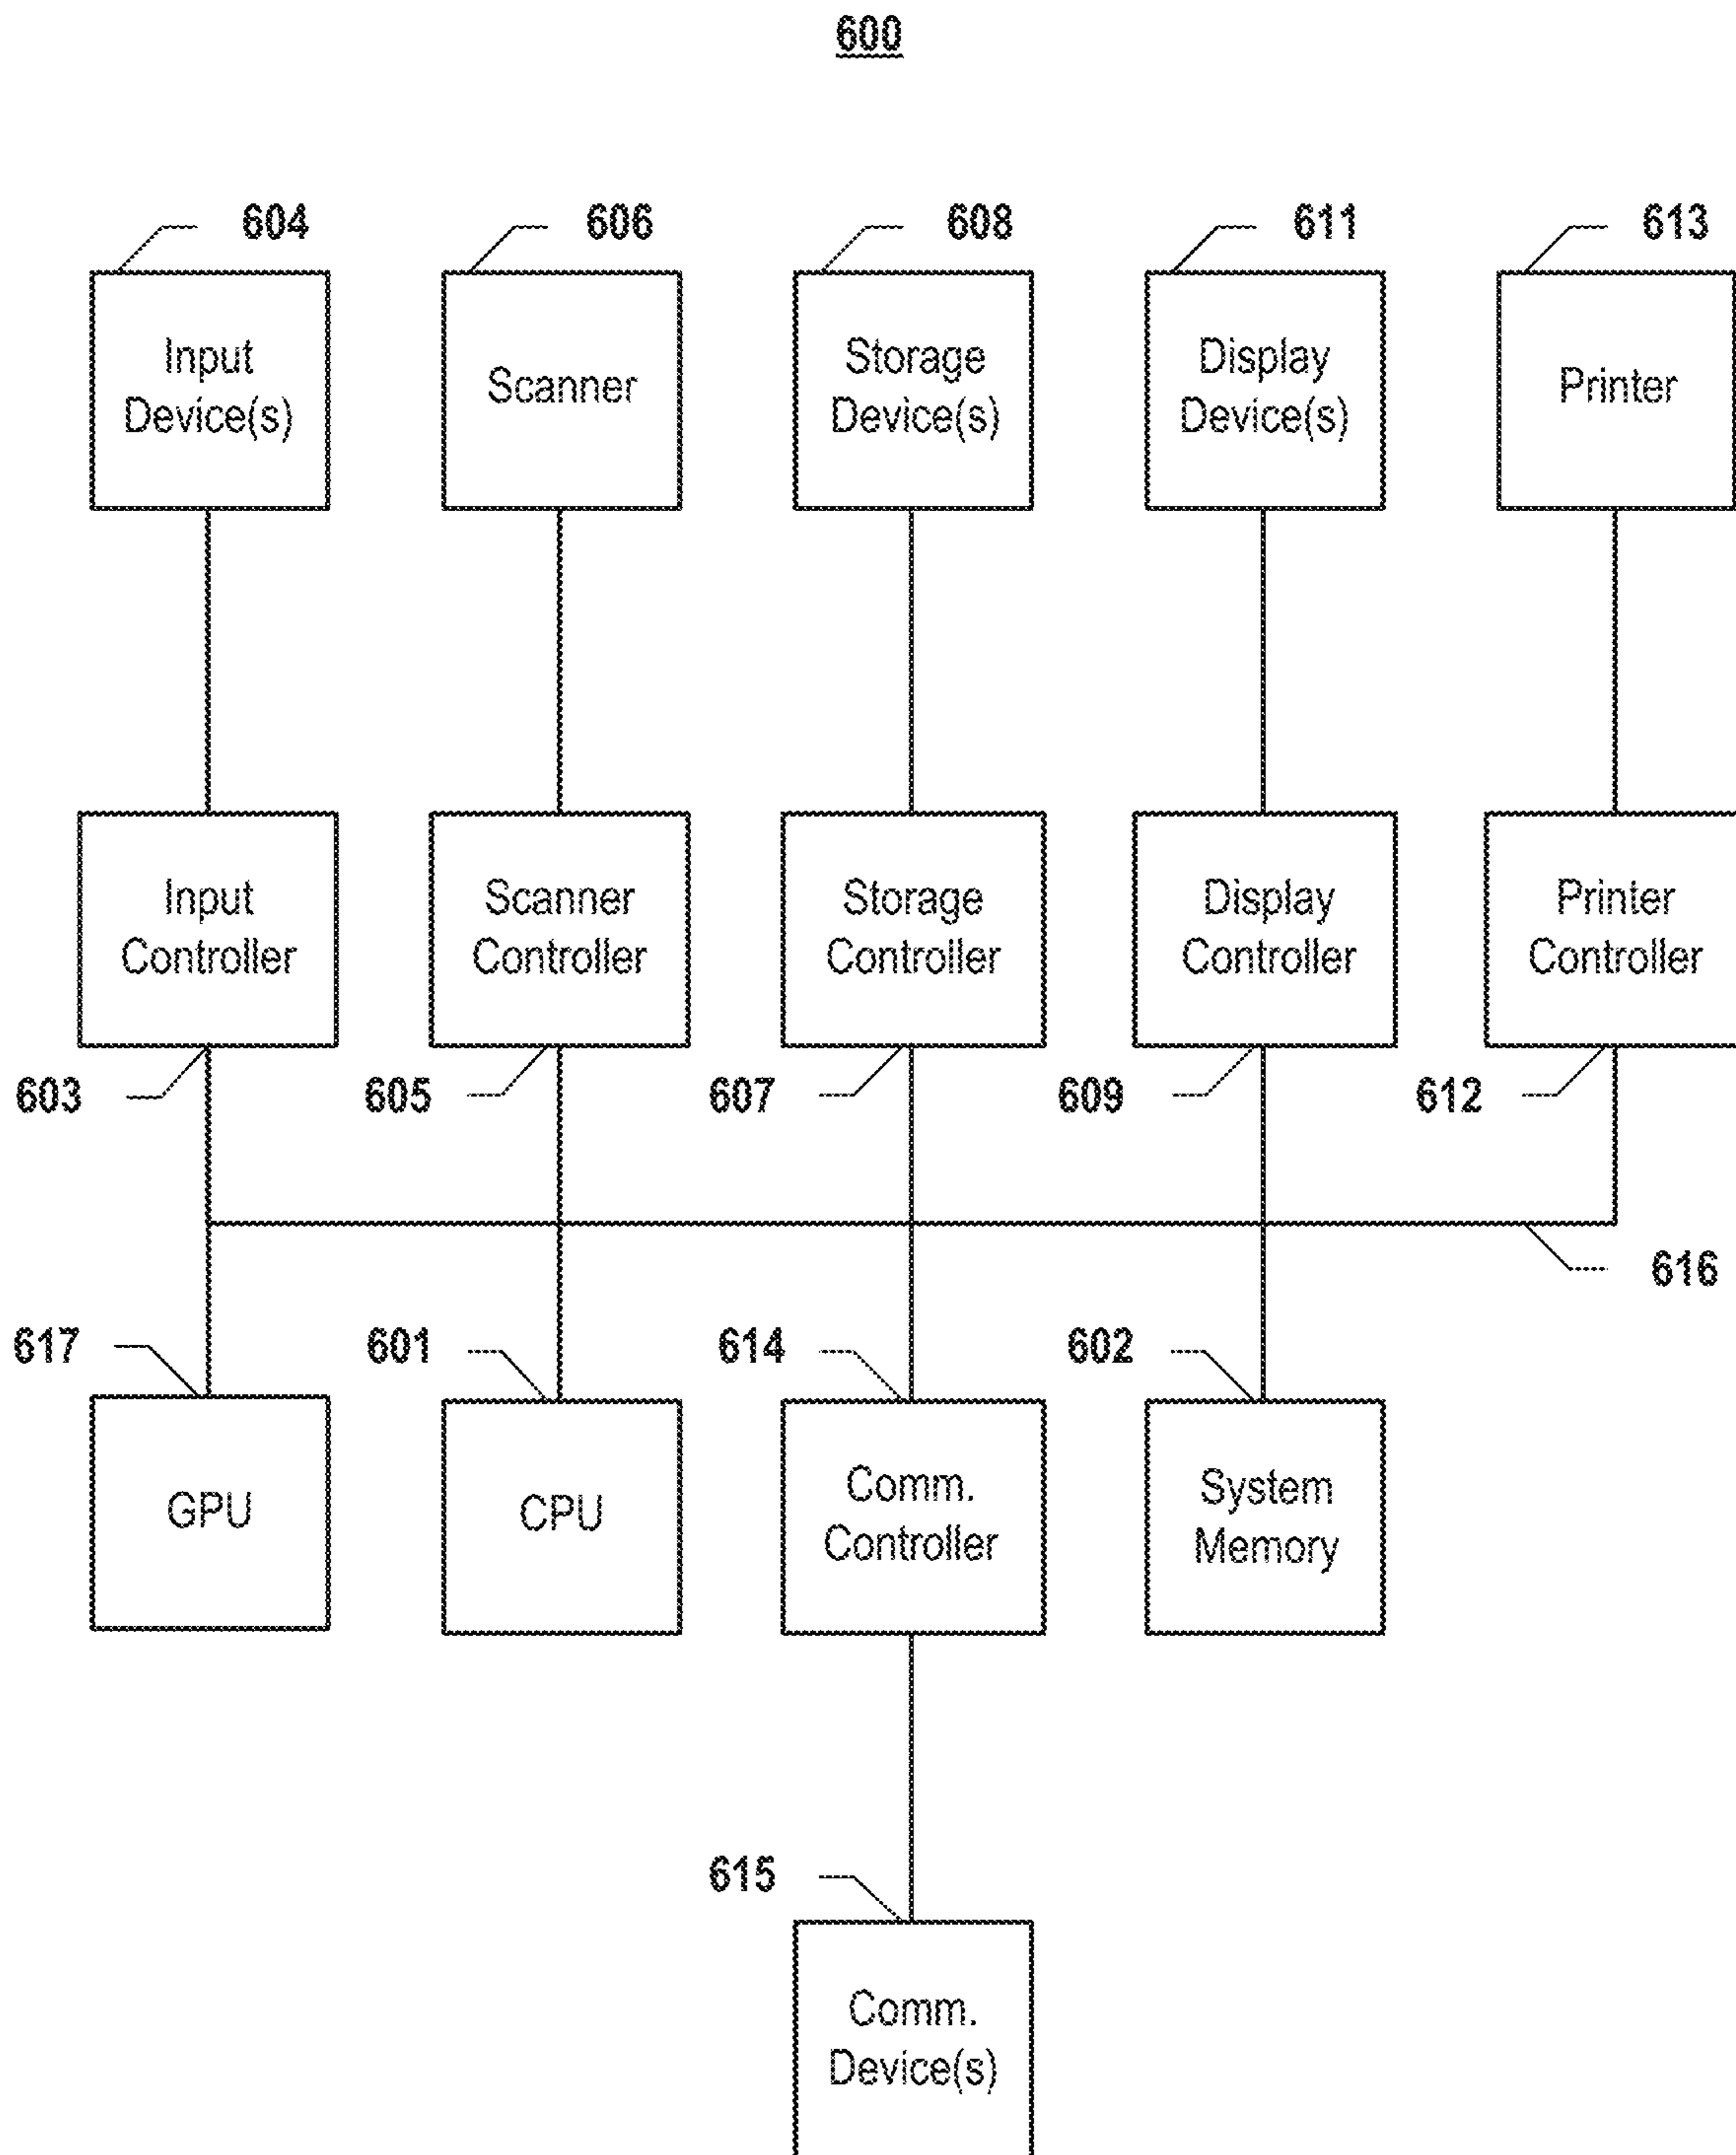 600
604
606
608
611
613
Input
Device(s)
Scanner
Storage
Device(s)
Display
Device(s)
Printer
Input
Controller
Scanner
Controller
Storage
Controller
Display
Controller
Printer
Controller
603
605
607
609
612
616
617
601
614
602
GPU
CPU
Comm.
Controller
System
Memory
615
Comm.
Device(s)